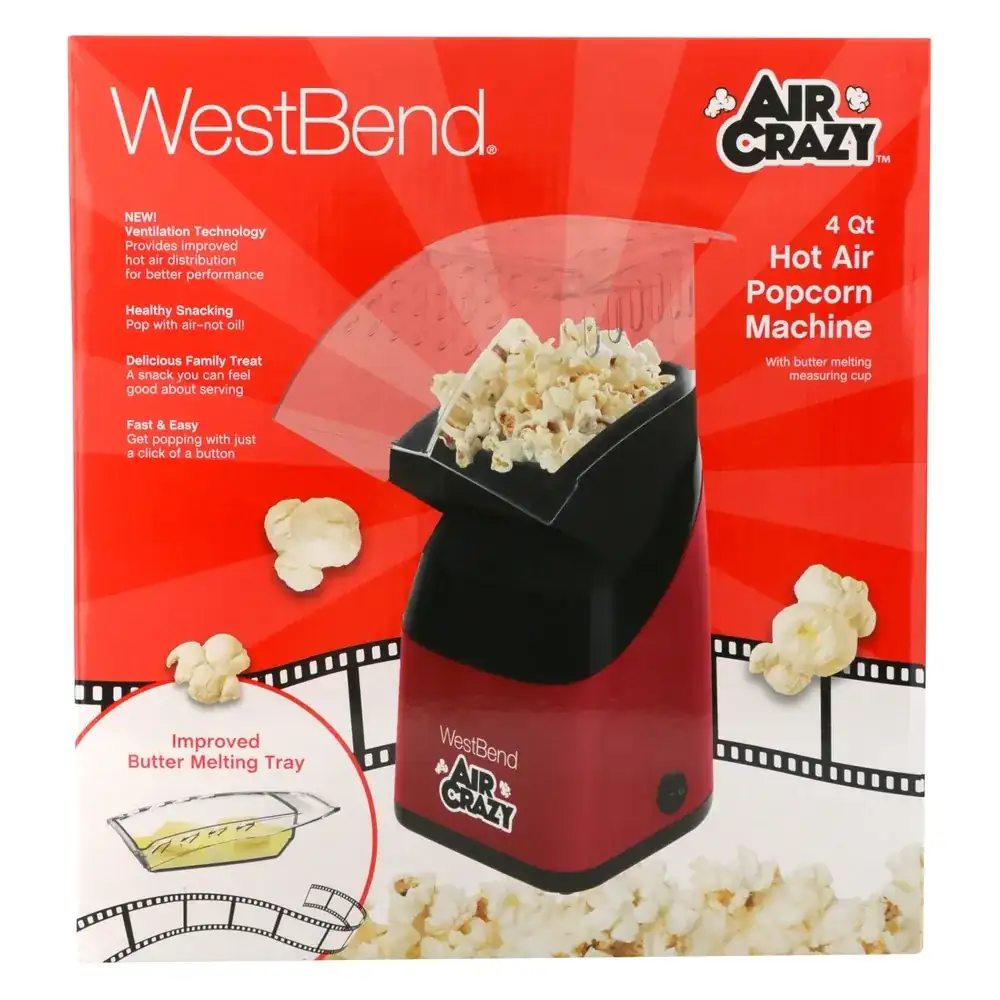 WestBend®
AIR
CRAZY™
NEW!
Ventilation Technology
Provides improved
hot air distribution
for better performance
Healthy Snacking
Pop with air–not oil!
Delicious Family Treat
A snack you can feel
good about serving
Fast & Easy
Get popping with just
a click of a button
4 Qt
Hot Air
Popcorn
Machine
With butter melting
measuring cup
Improved
Butter Melting Tray
WestBend
AIR
CRAZY